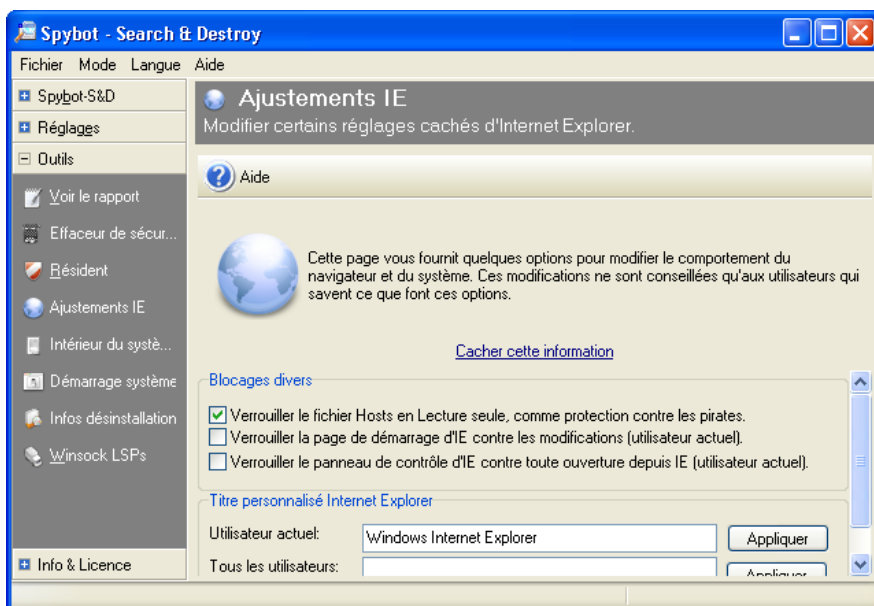 Spybot - Search & Destroy
Fichier Mode Langue Aide
Spybot-S&D
Réglages
Outils
Voir le rapport
Effaceur de sécur...
Résident
Ajustements IE
Intérieur du systè...
Démarrage système
Infos désinstallation
Winsock LSPs
Info & Licence
Ajustements IE
Modifier certains réglages cachés d'Internet Explorer.
Aide
Cette page vous fournit quelques options pour modifier le comportement du
navigateur et du système. Ces modifications ne sont conseillées qu'aux utilisateurs qui
savent ce que font ces options.
Cacher cette information
Blocages divers
Verrouiller le fichier Hosts en Lecture seule, comme protection contre les pirates.
Verrouiller la page de démarrage d'IE contre les modifications (utilisateur actuel).
Verrouiller le panneau de contrôle d'IE contre toute ouverture depuis IE (utilisateur actuel).
Titre personnalisé Internet Explorer
Utilisateur actuel: Windows Internet Explorer Appliquer
Tous les utilisateurs: Appliquer